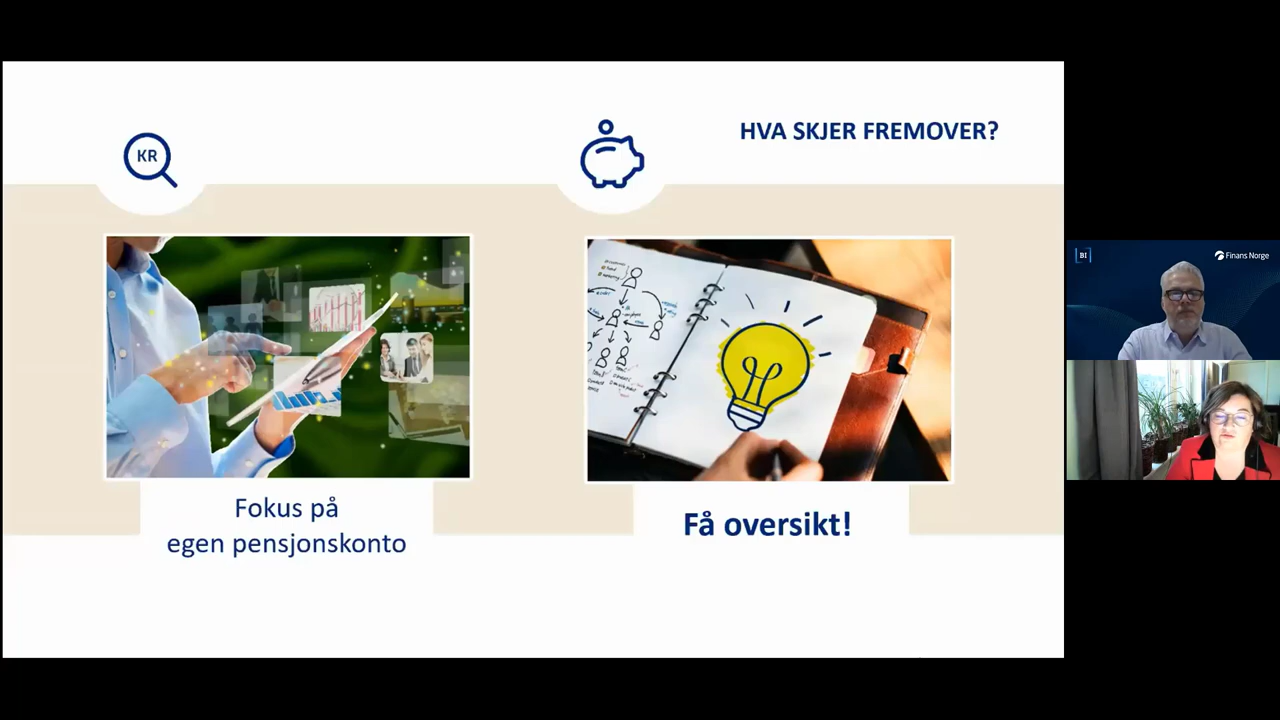 HVA SKJER FREMOVER?
KR
Fokus på
egen pensjonskonto
Få oversikt!
BI
Finans Norge